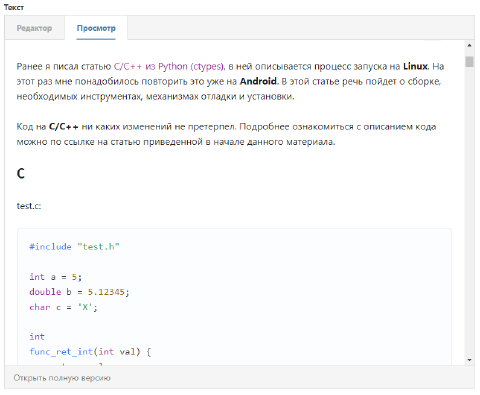 Текст
Редактор Просмотр
Ранее я писал статью C/C++ из Python (ctypes), в ней описывается процесс запуска на Linux. На
этот раз мне понадобилось повторить это уже на Android. В этой статье речь пойдет о сборке,
необходимых инструментах, механизмах отладки и установки.
Код на C/C++ ни каких изменений не претерпел. Подробнее ознакомиться с описанием кода
можно по ссылке на статью приведенной в начале данного материала.
C
test.c:
#include "test.h"
int a = 5;
double b = 5.12345;
char c = 'X';
int
func_ret_int(int val) {
Открыть полную версию